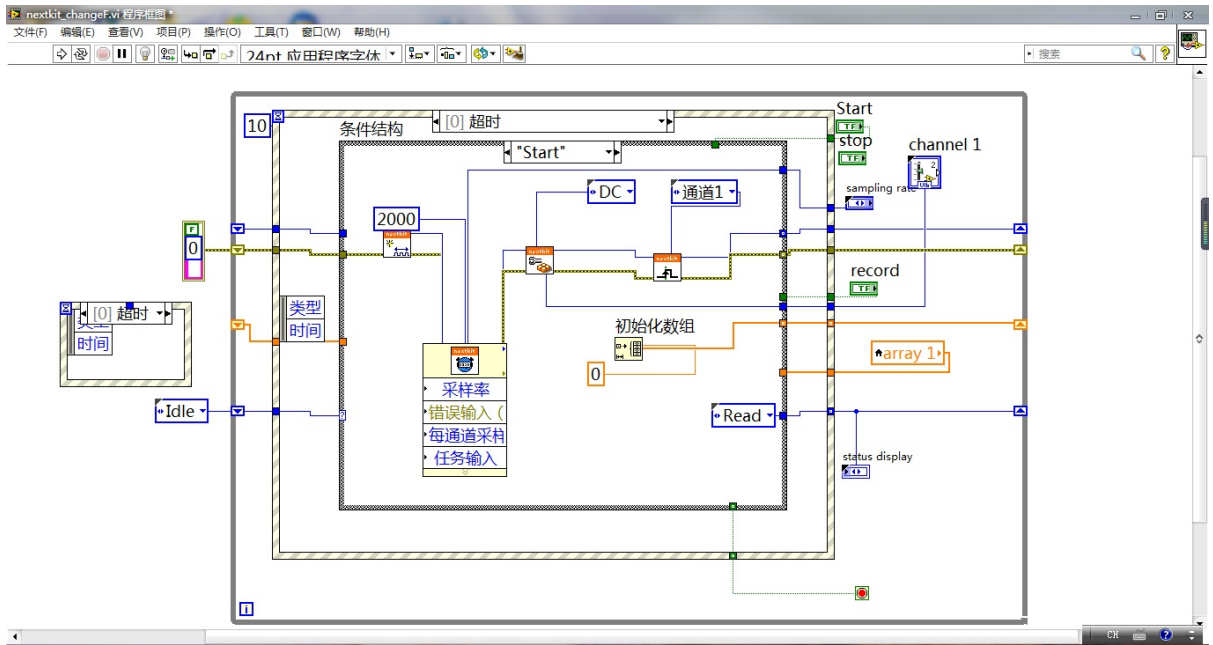 nextkit_changeF.vi 程序框图 *
文件(F) 编辑(E) 查看(V) 项目(P) 操作(O) 工具(T) 窗口(W) 帮助(H)
24pt 应用程序字体
搜索
10
[0] 超时
Start
条件结构
"Start"
stop
channel 1
DC
通道1
sampling rate
2000
F
0
record
[0] 超时
时间
类型
时间
初始化数组
0
array 1
采样率
错误输入 (
每通道采样
任务输入
Idle
Read
status display
i
CH